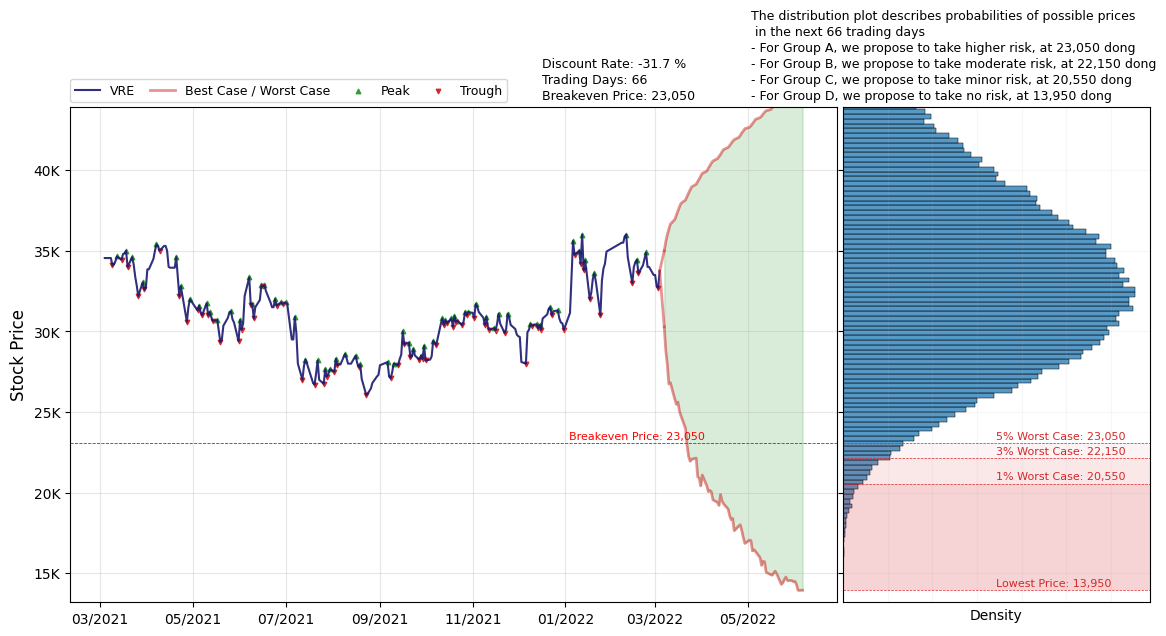 The distribution plot describes probabilities of possible prices
in the next 66 trading days
- For Group A, we propose to take higher risk, at 23,050 dong
- For Group B, we propose to take moderate risk, at 22,150 dong
- For Group C, we propose to take minor risk, at 20,550 dong
- For Group D, we propose to take no risk, at 13,950 dong
Discount Rate: -31.7 %
Trading Days: 66
Breakeven Price: 23,050
VRE
Best Case / Worst Case
Peak
Trough
Stock Price
40K
35K
30K
25K
20K
15K
Breakeven Price: 23,050
03/2021
05/2021
07/2021
09/2021
11/2021
01/2022
03/2022
05/2022
5% Worst Case: 23,050
3% Worst Case: 22,150
1% Worst Case: 20,550
Lowest Price: 13,950
Density